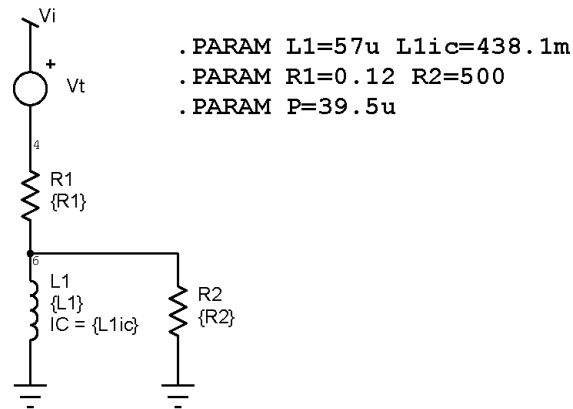 Vi
+
Vt
.PARAM L1=57u L1ic=438.1m
.PARAM R1=0.12 R2=500
.PARAM P=39.5u
4
R1
{R1}
6
L1
{L1}
IC = {L1ic}
R2
{R2}